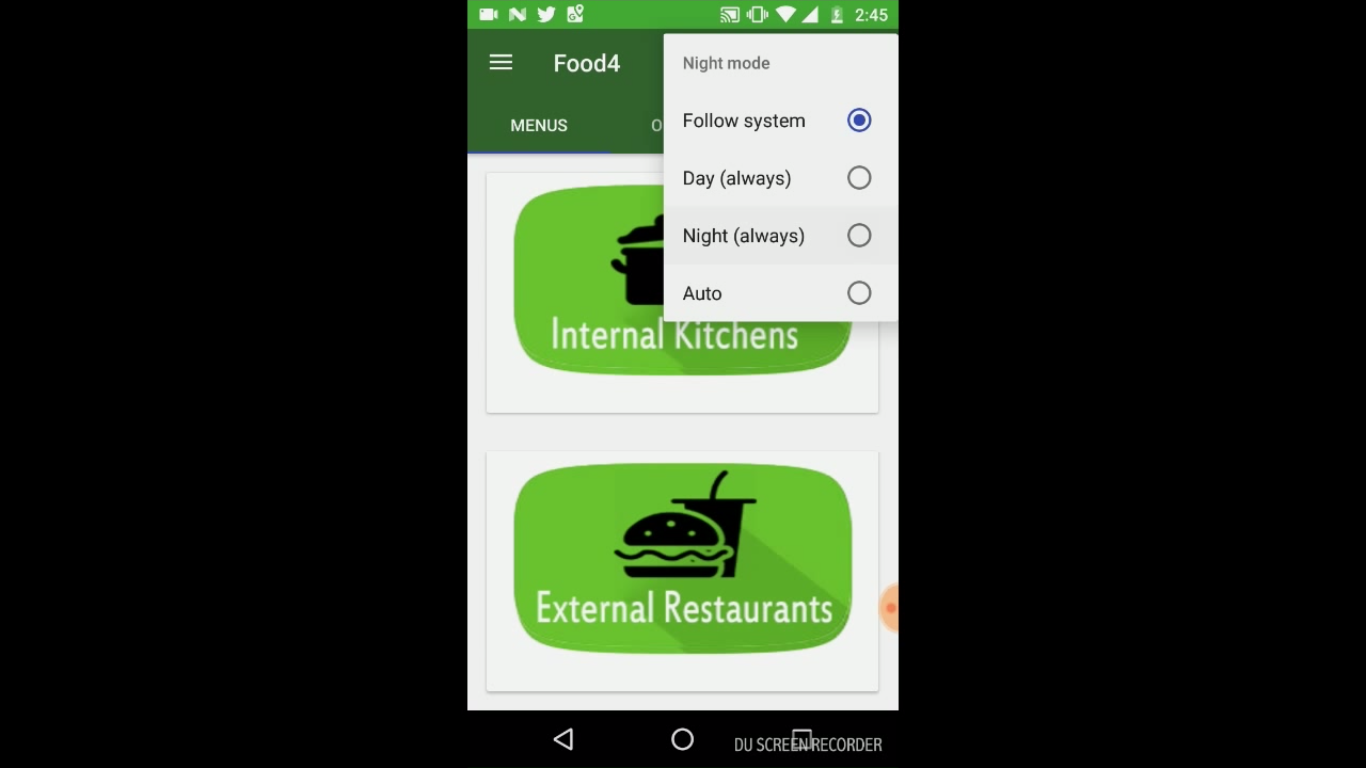 2:45
Food4
MENUS
O
Night mode
Follow system
Day (always)
Night (always)
Auto
Internal Kitchens
External Restaurants
DU SCREEN RECORDER